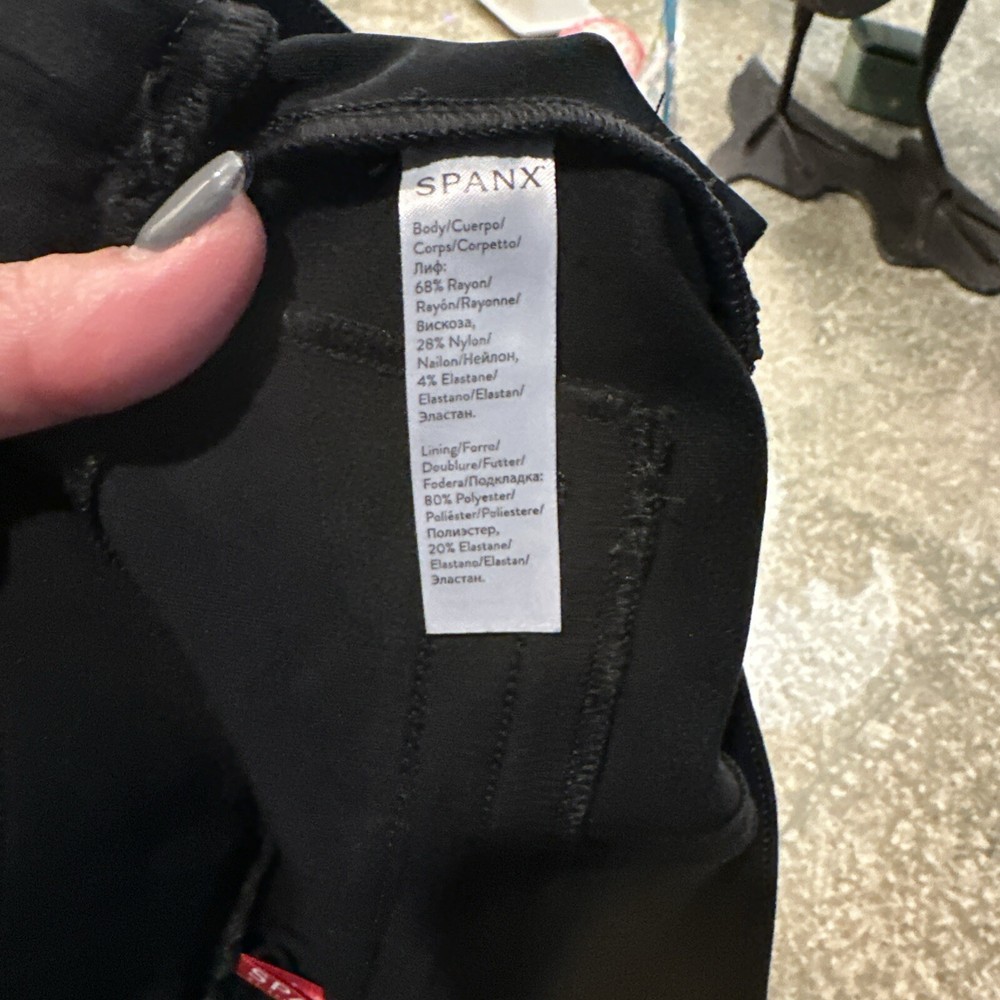 SPANX
Body/Cuerpo/
Corps/Corpetto/
Лиф:
68% Rayon/
Rayón/Rayonne/
Вискоза,
28% Nylon/
Nailon/Нейлон,
4% Elastane/
Elastano/Elastan/
Эластан.
Lining/Forro/
Doublure/Futter/
Fodera/Подкладка:
80% Polyester/
Poliéster/Poliestere/
Полиэстер,
20% Elastane/
Elastano/Elastan/
Эластан.
SPA